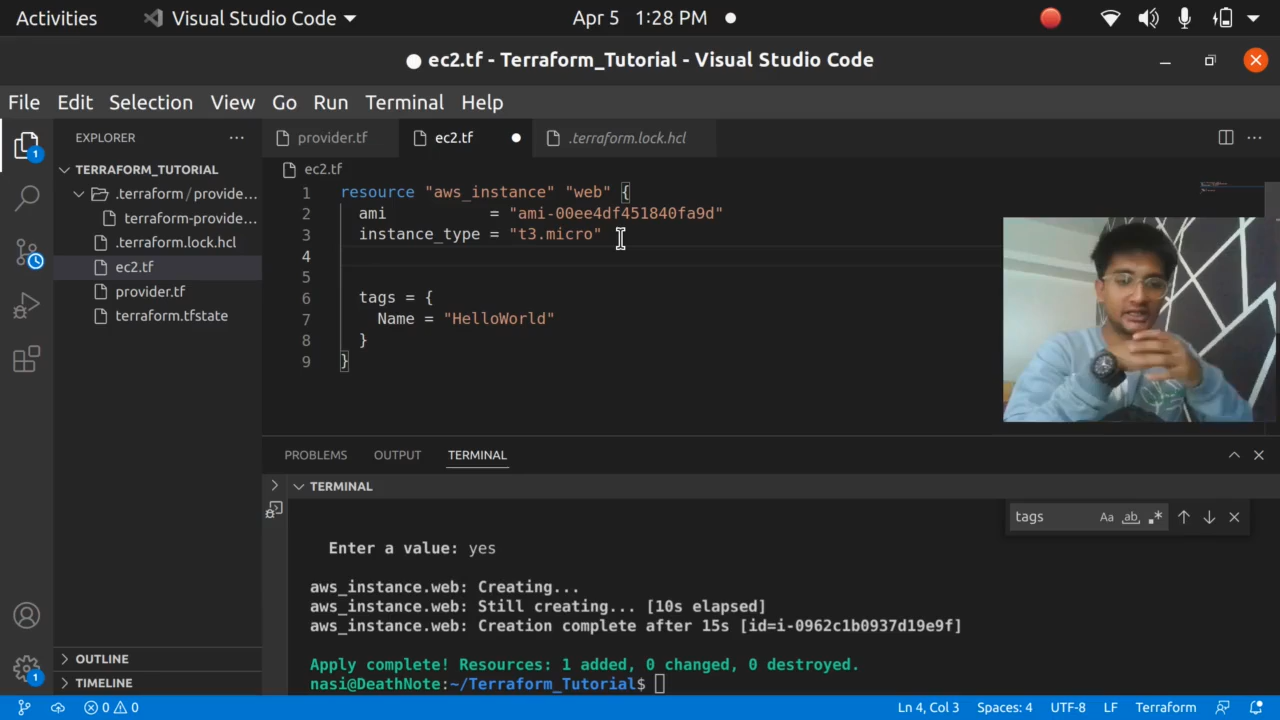 Activities Visual Studio Code Apr 5 1:28 PM
ec2.tf - Terraform_Tutorial - Visual Studio Code
File Edit Selection View Go Run Terminal Help
EXPLORER ··· provider.tf ec2.tf .terraform.lock.hcl ···
TERRAFORM_TUTORIAL
.terraform / provide...
terraform-provide...
.terraform.lock.hcl
ec2.tf
provider.tf
terraform.tfstate
OUTLINE
TIMELINE
1
1
ec2.tf
1 resource "aws_instance" "web" {
2 ami = "ami-00ee4df451840fa9d"
3 instance_type = "t3.micro"
4
5
6 tags = {
7 Name = "HelloWorld"
8 }
9 }
PROBLEMS OUTPUT TERMINAL
TERMINAL
tags Aa ab .*
Enter a value: yes
aws_instance.web: Creating...
aws_instance.web: Still creating... [10s elapsed]
aws_instance.web: Creation complete after 15s [id=i-0962c1b0937d19e9f]
Apply complete! Resources: 1 added, 0 changed, 0 destroyed.
nasi@DeathNote:~/Terraform_Tutorial$
0 0 Ln 4, Col 3 Spaces: 4 UTF-8 LF Terraform